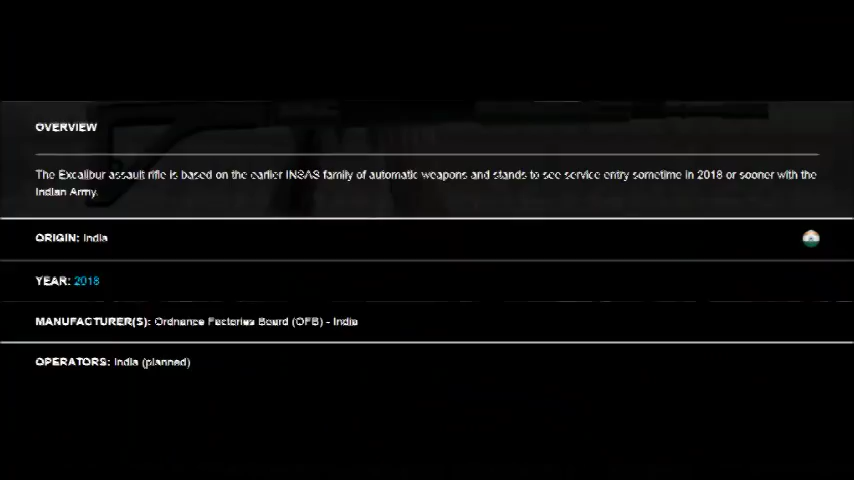 OVERVIEW
The Excalibur assault rifle is based on the earlier INSAS family of automatic weapons and stands to see service entry sometime in 2018 or sooner with the
Indian Army.
ORIGIN: India
YEAR: 2018
MANUFACTURER(S): Ordnance Factories Board (OFB) - India
OPERATORS: India (planned)